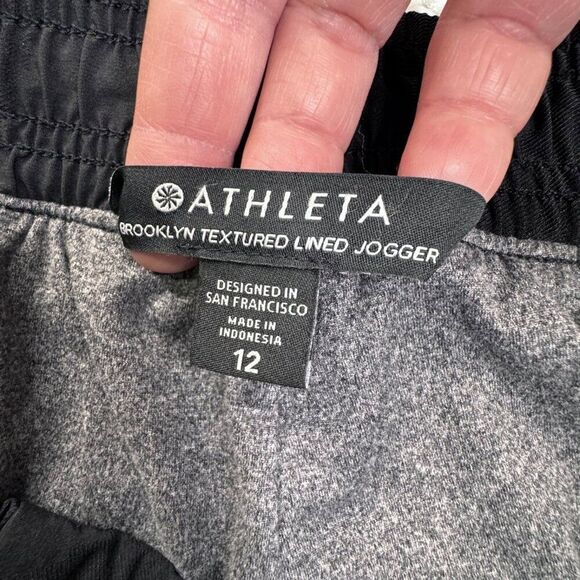 ATHLETA
BROOKLYN TEXTURED LINED JOGGER
DESIGNED IN
SAN FRANCISCO
MADE IN
INDONESIA
12